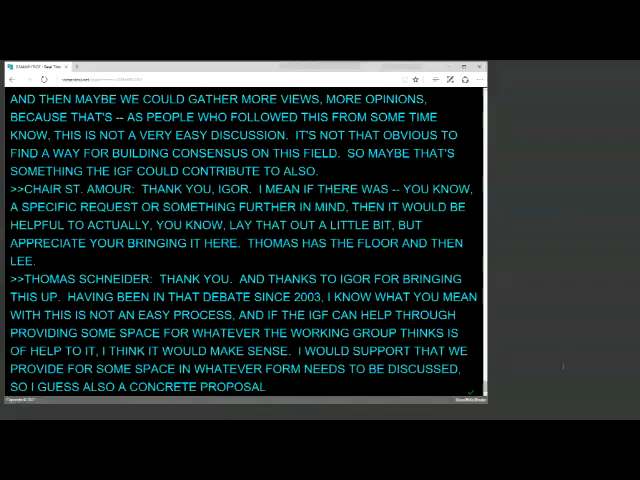 AND THEN MAYBE WE COULD GATHER MORE VIEWS, MORE OPINIONS,
BECAUSE THAT'S -- AS PEOPLE WHO FOLLOWED THIS FROM SOME TIME
KNOW, THIS IS NOT A VERY EASY DISCUSSION.  IT'S NOT THAT OBVIOUS TO
FIND A WAY FOR BUILDING CONSENSUS ON THIS FIELD.  SO MAYBE THAT'S
SOMETHING THE IGF COULD CONTRIBUTE TO ALSO.
>>CHAIR ST. AMOUR:  THANK YOU, IGOR.  I MEAN IF THERE WAS -- YOU KNOW,
A SPECIFIC REQUEST OR SOMETHING FURTHER IN MIND, THEN IT WOULD BE
HELPFUL TO ACTUALLY, YOU KNOW, LAY THAT OUT A LITTLE BIT, BUT
APPRECIATE YOUR BRINGING IT HERE.  THOMAS HAS THE FLOOR AND THEN
LEE.
>>THOMAS SCHNEIDER:  THANK YOU.  AND THANKS TO IGOR FOR BRINGING
THIS UP.  HAVING BEEN IN THAT DEBATE SINCE 2003, I KNOW WHAT YOU MEAN
WITH THIS IS NOT AN EASY PROCESS, AND IF THE IGF CAN HELP THROUGH
PROVIDING SOME SPACE FOR WHATEVER THE WORKING GROUP THINKS IS
OF HELP TO IT, I THINK IT WOULD MAKE SENSE.  I WOULD SUPPORT THAT WE
PROVIDE FOR SOME SPACE IN WHATEVER FORM NEEDS TO BE DISCUSSED,
SO I GUESS ALSO A CONCRETE PROPOSAL